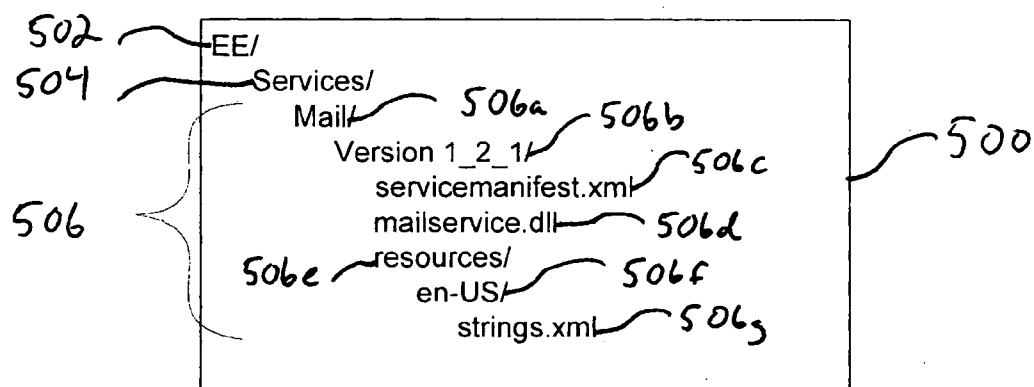 502 EE/
504 Services/
Mail/ 506a
Version 1_2_1/ 506b
500
servicemanifest.xml 506c
506 mailservice.dll 506d
506e resources/
en-US/ 506f
strings.xml 506g